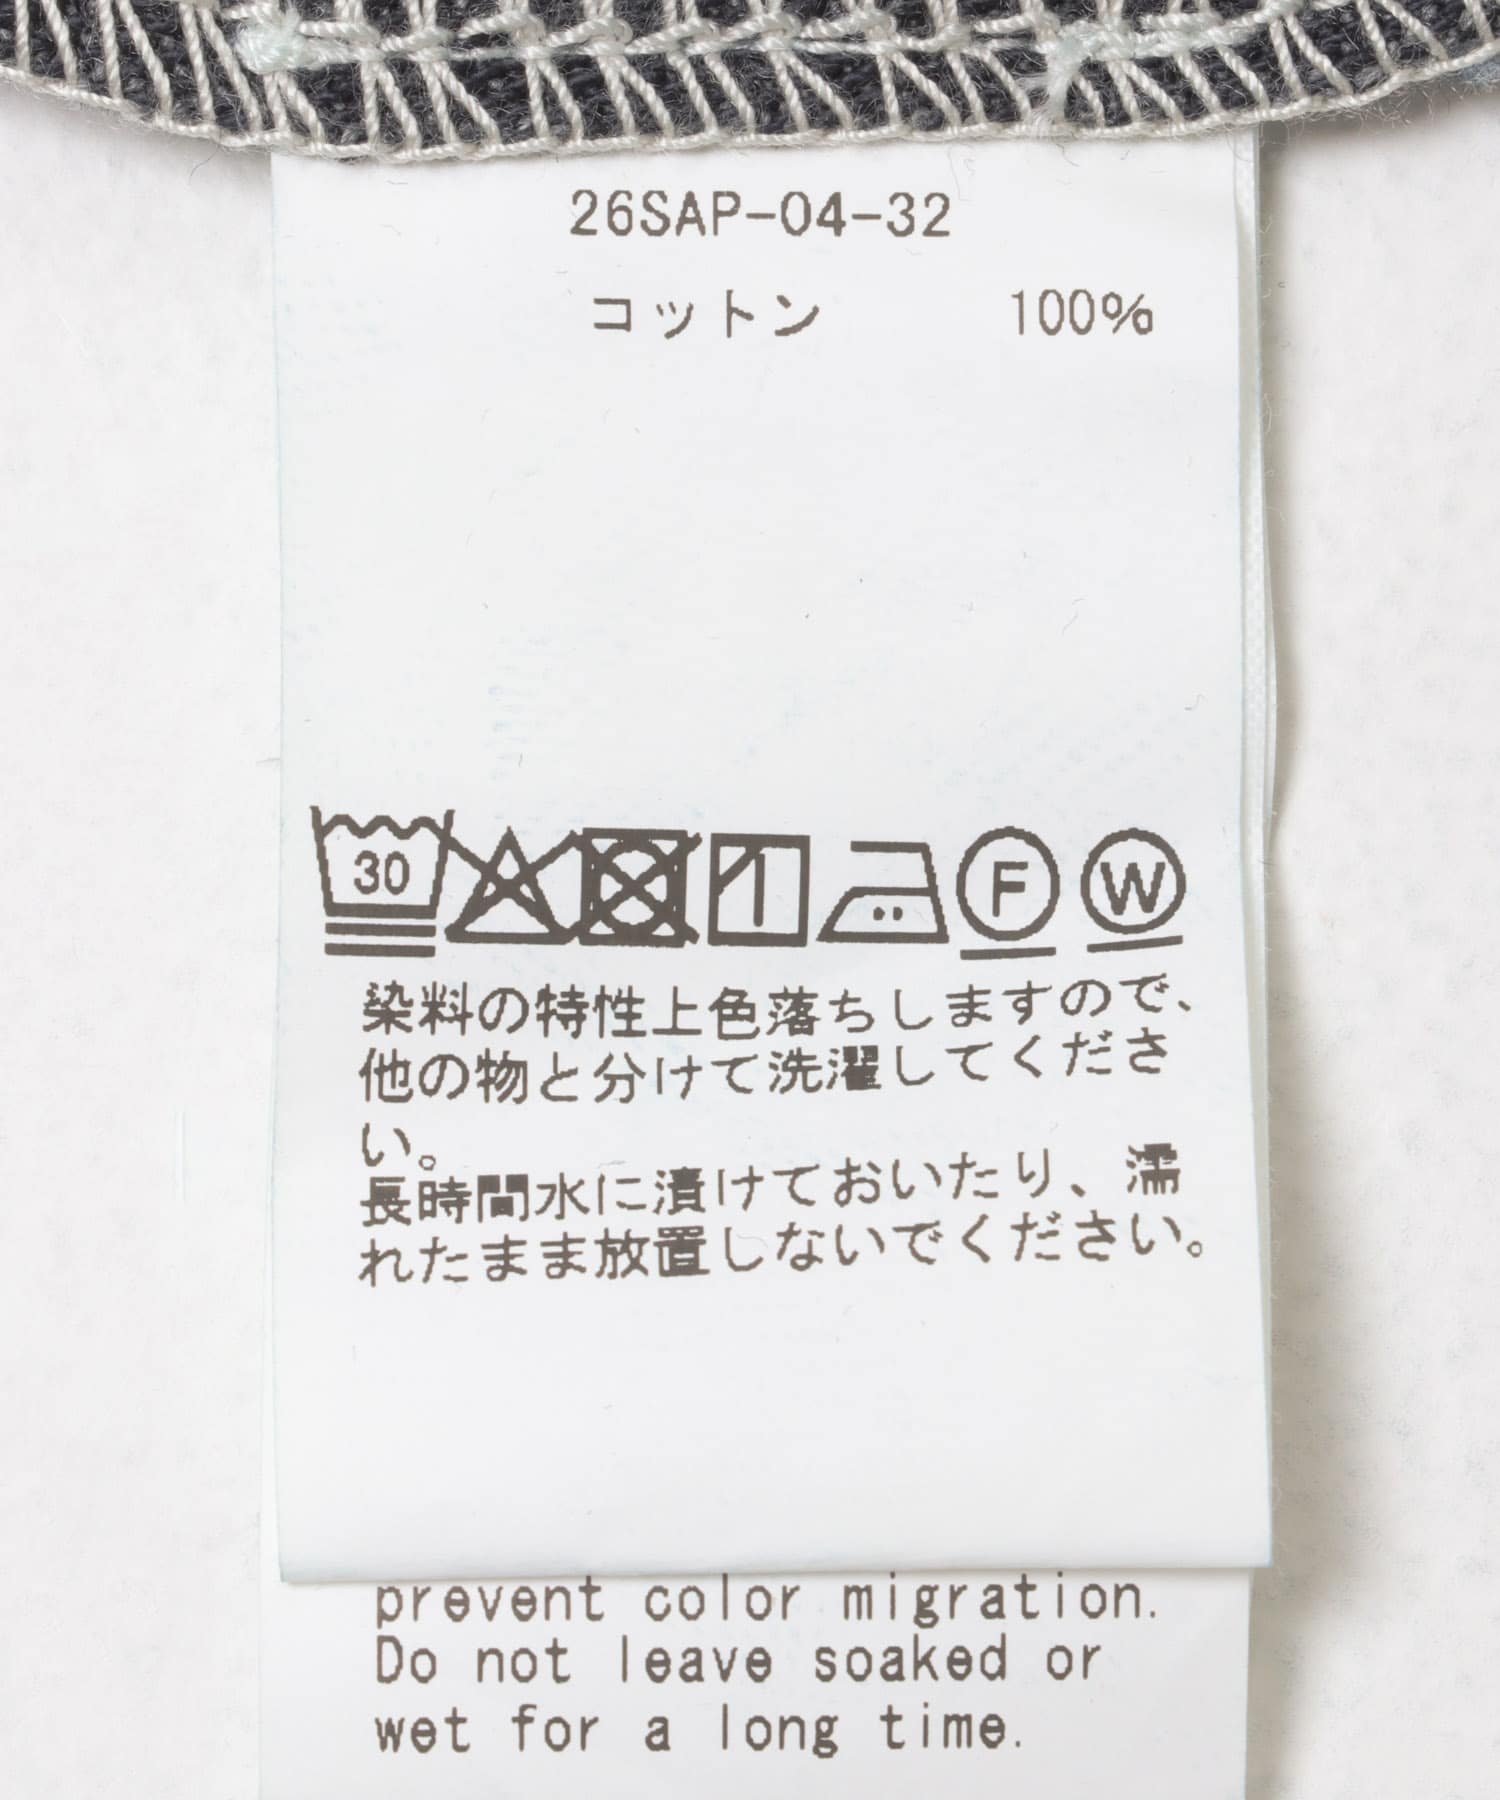 26SAP-04-32
コットン 100%
30
F W
染料の特性上色落ちしますので、
他の物と分けて洗濯してくださ
い。
長時間水に漬けておいたり、濡
れたまま放置しないでください。
prevent color migration.
Do not leave soaked or
wet for a long time.